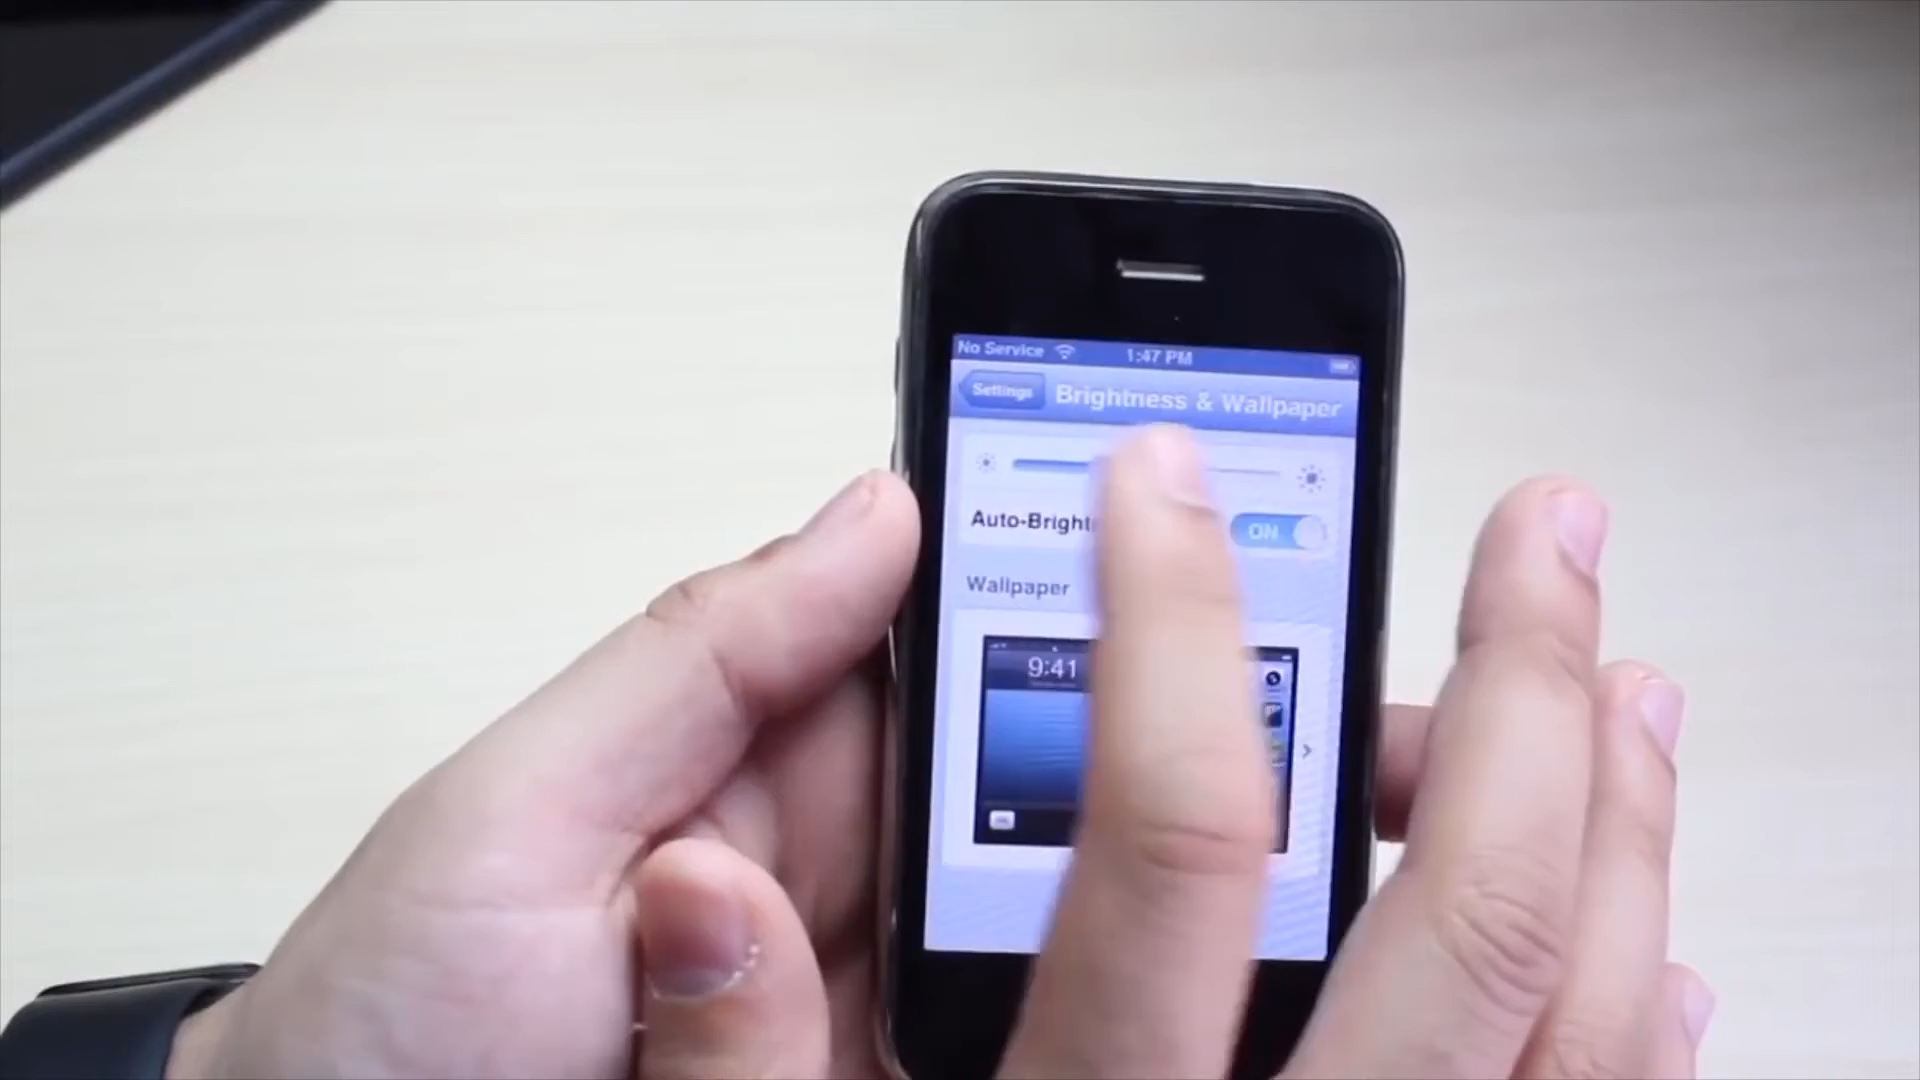 No Service 1:47 PM
Settings Brightness & Wallpaper
Auto-Bright
ON
Wallpaper
9:41